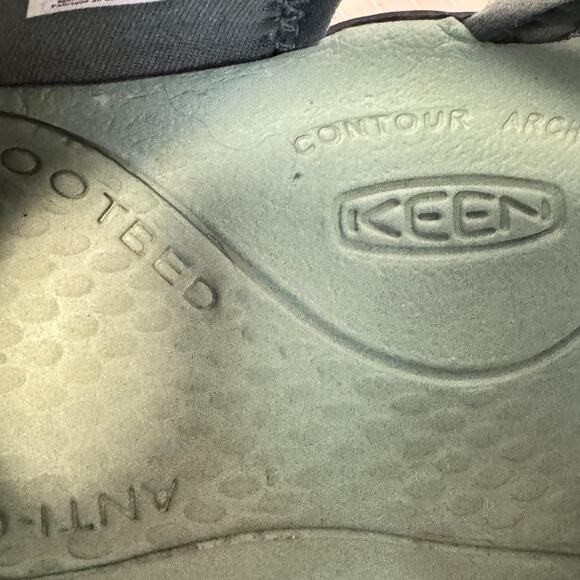 CONTOUR ARCH
KEEN
OOTBED
ANTI-